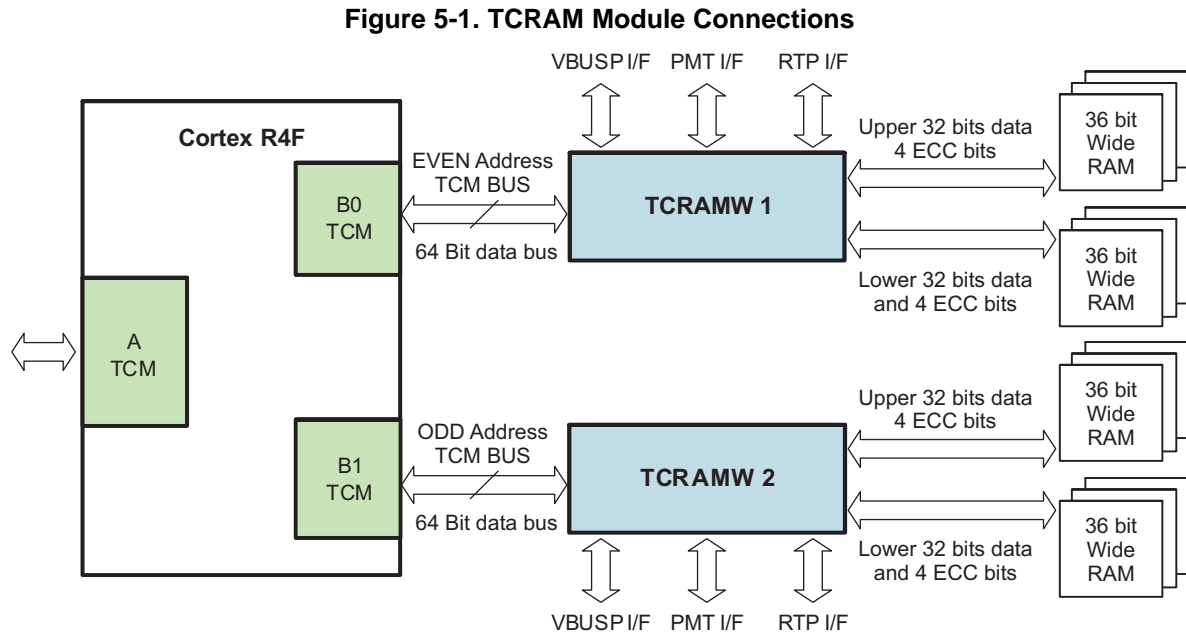 Figure 5-1. TCRAM Module Connections
VBUSP I/F
PMT I/F
RTP I/F
Cortex R4F
B0
TCM
A
TCM
B1
TCM
EVEN Address
TCM BUS
64 Bit data bus
TCRAMW 1
Upper 32 bits data
4 ECC bits
Lower 32 bits data
and 4 ECC bits
36 bit
Wide
RAM
36 bit
Wide
RAM
ODD Address
TCM BUS
64 Bit data bus
TCRAMW 2
Upper 32 bits data
4 ECC bits
Lower 32 bits data
and 4 ECC bits
36 bit
Wide
RAM
36 bit
Wide
RAM
VBUSP I/F
PMT I/F
RTP I/F